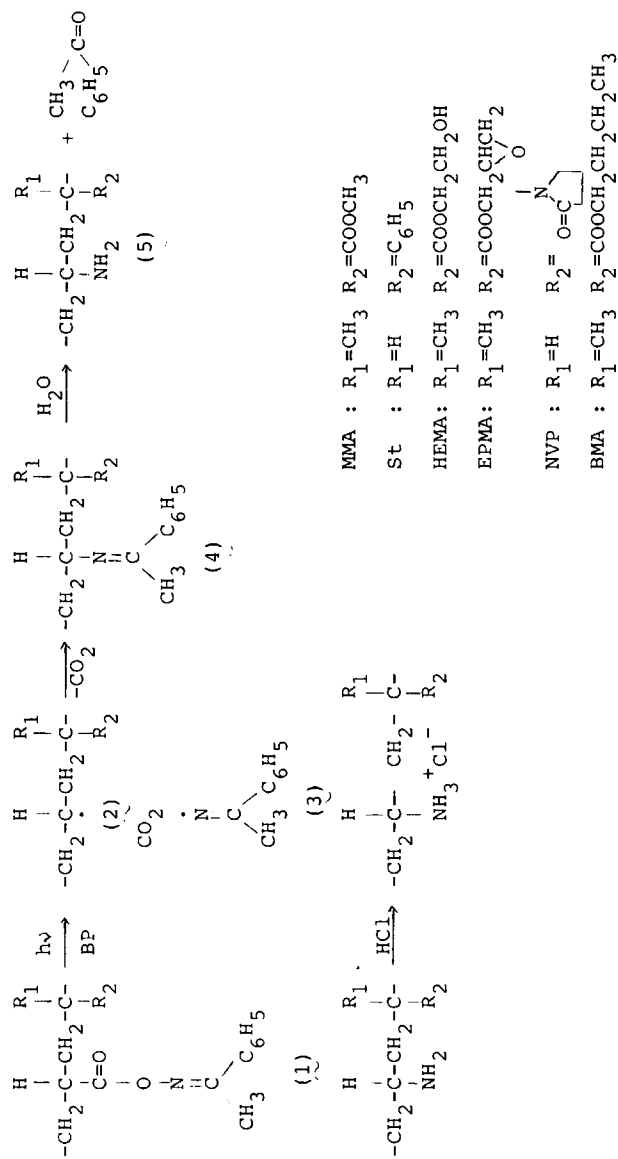 H R1
-CH2-C-CH2-C-
C=O R2
O
N=C
CH3 C6H5
(1)
hν
BP
H R1
-CH2-C-CH2-C-
· R2
(2)
CO2
·N=C
CH3 C6H5
(3)
-CO2
H R1
-CH2-C-CH2-C-
N R2
C
CH3 C6H5
(4)
H2O
H R1
-CH2-C-CH2-C-
NH2 R2
(5)
+
CH3
C=O
C6H5
H R1
-CH2-C-CH2-C-
NH2 R2
HCl
H R1
-CH2-C- CH2-C-
NH3+Cl- R2
MMA : R1=CH3 R2=COOCH3
St : R1=H R2=C6H5
HEMA: R1=CH3 R2=COOCH2CH2OH
EPMA: R1=CH3 R2=COOCH2CHCH2
O
NVP : R1=H R2= -N
O=C
BMA : R1=CH3 R2=COOCH2CH2CH2CH3